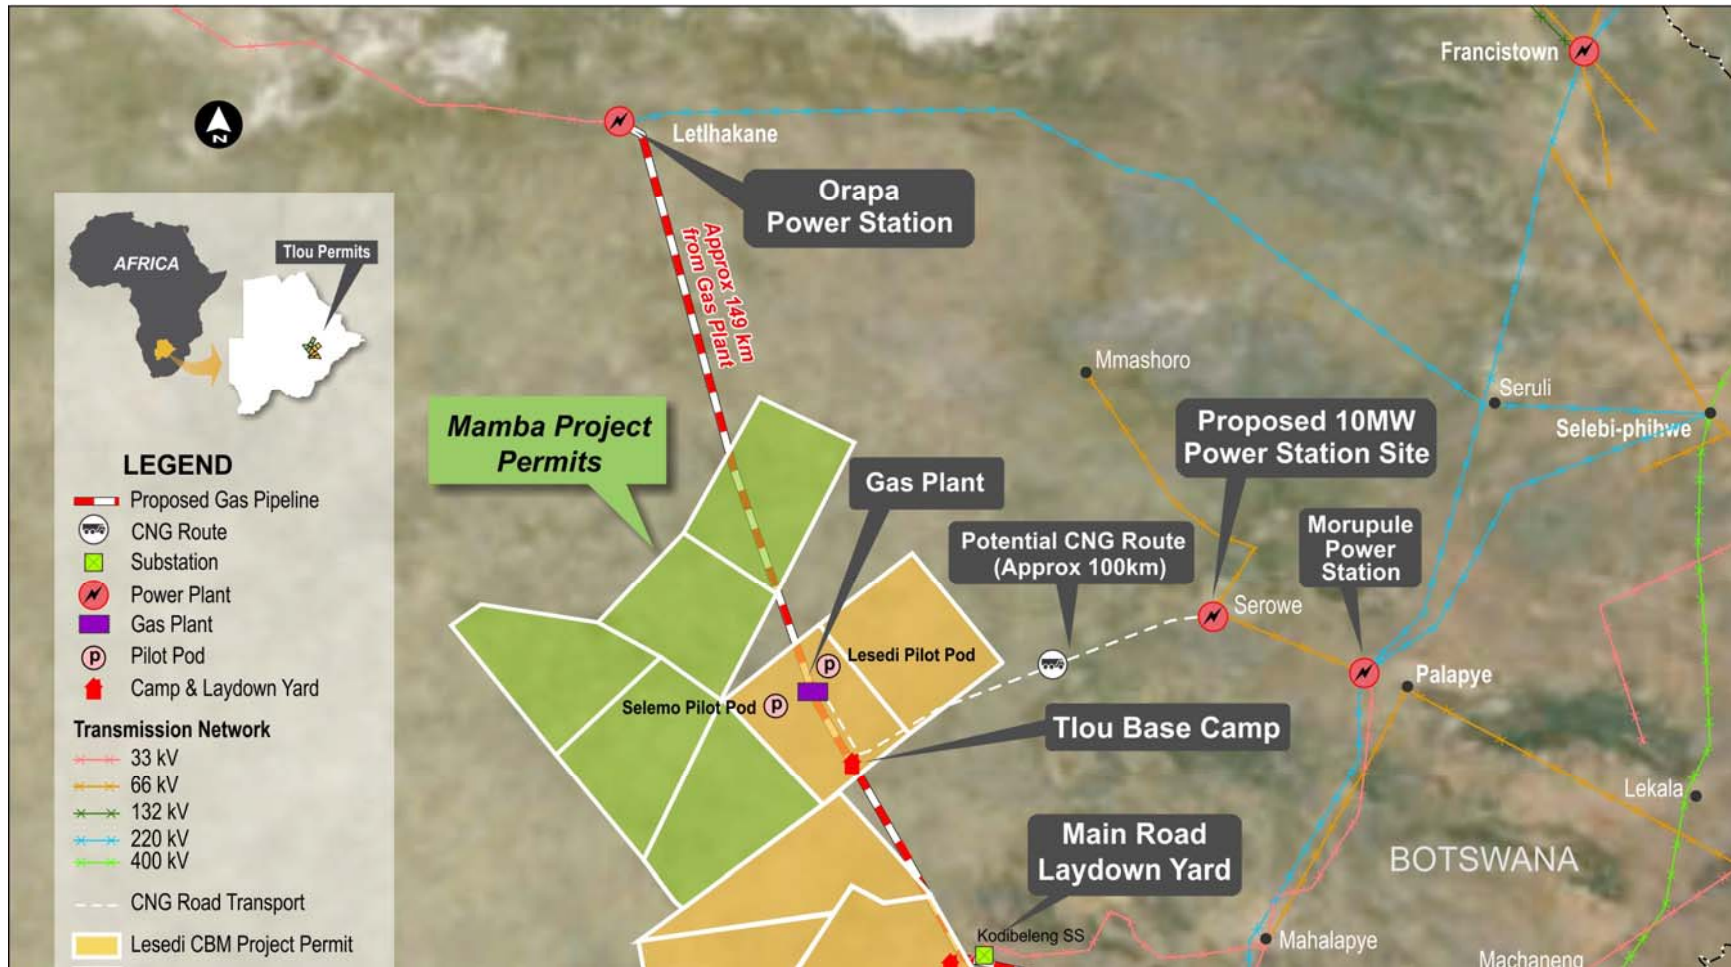 Francistown
Letlhakane
N
Orapa
Power Station
Approx 149 km
from Gas Plant
AFRICA
Tlou Permits
Mmashoro
Seruli
Selebi-phihwe
Mamba Project
Permits
Proposed 10MW
Power Station Site
Gas Plant
Potential CNG Route
(Approx 100km)
Morupule
Power
Station
Serowe
Lesedi Pilot Pod
P
P
Selemo Pilot Pod
Palapye
Tlou Base Camp
Lekala
Main Road
Laydown Yard
BOTSWANA
Kodibeleng SS
Mahalapye
Machaneng
LEGEND
Proposed Gas Pipeline
CNG Route
Substation
Power Plant
Gas Plant
P
Pilot Pod
Camp & Laydown Yard
Transmission Network
33 kV
66 kV
132 kV
220 kV
400 kV
CNG Road Transport
Lesedi CBM Project Permit